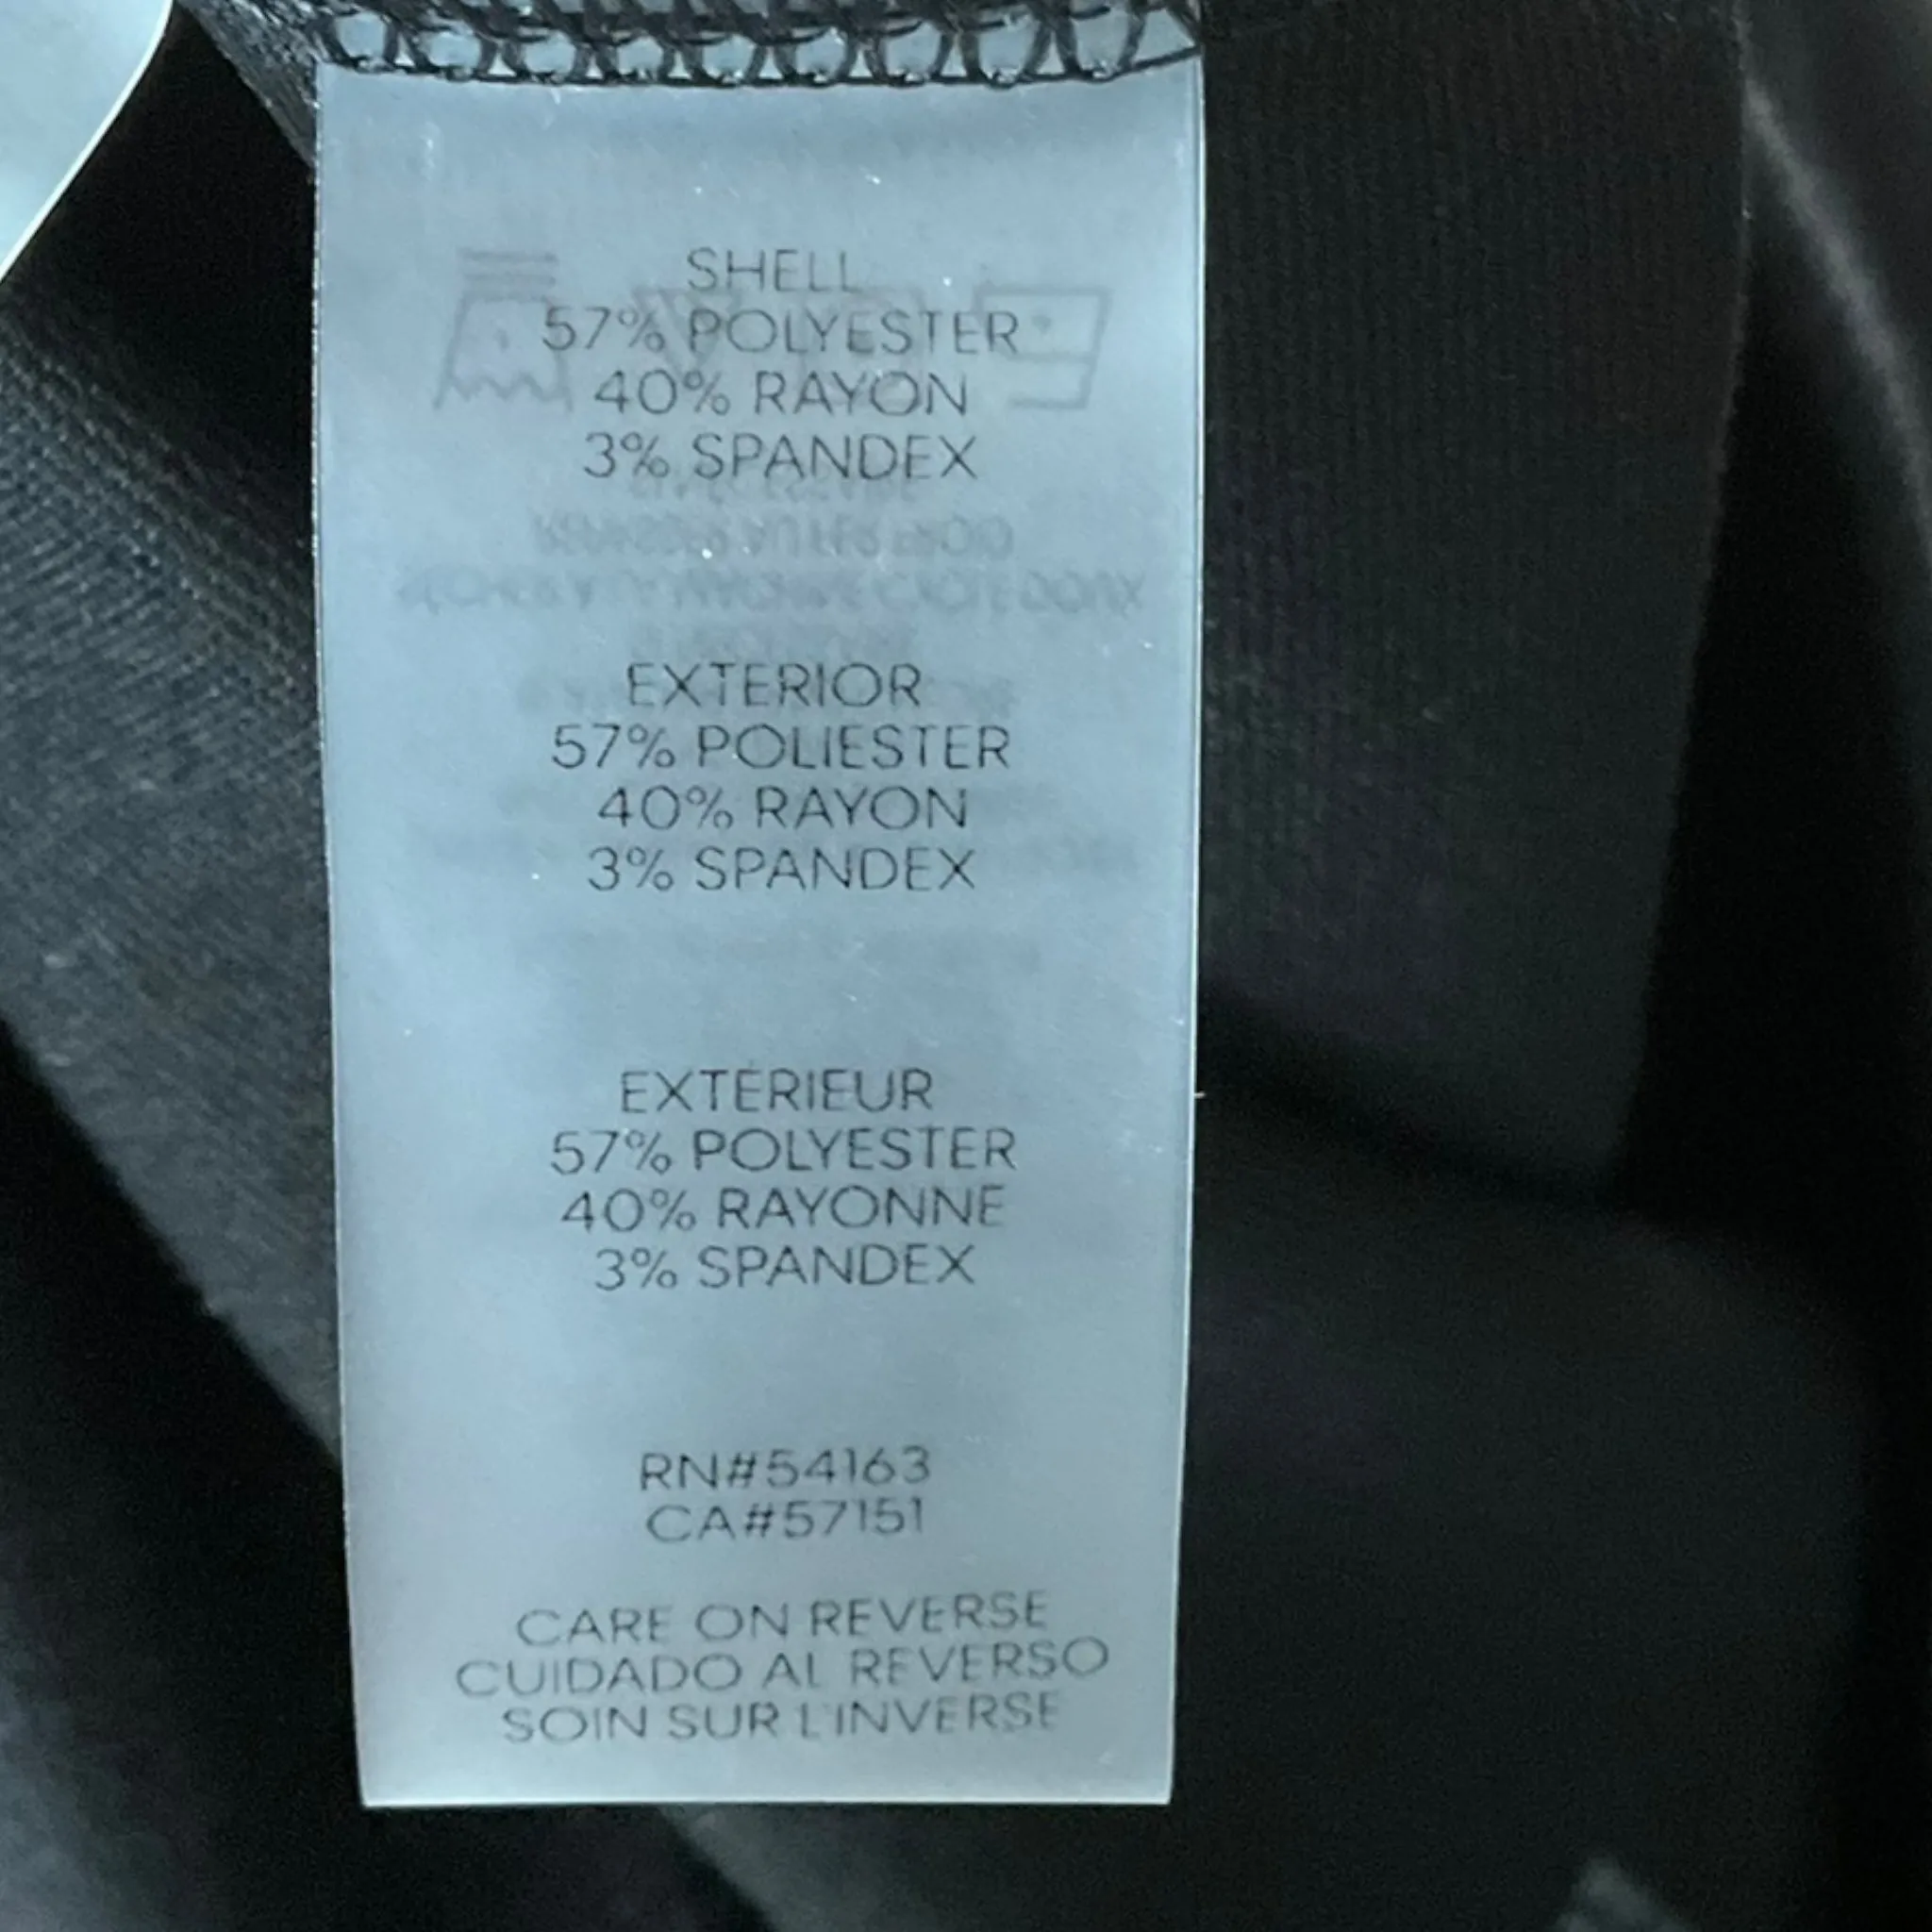 SHELL
57% POLYESTER
40% RAYON
3% SPANDEX
EXTERIOR
57% POLIESTER
40% RAYON
3% SPANDEX
EXTÉRIEUR
57% POLYESTER
40% RAYONNE
3% SPANDEX
RN#54163
CA#57151
CARE ON REVERSE
CUIDADO AL REVERSO
SOIN SUR L'INVERSE